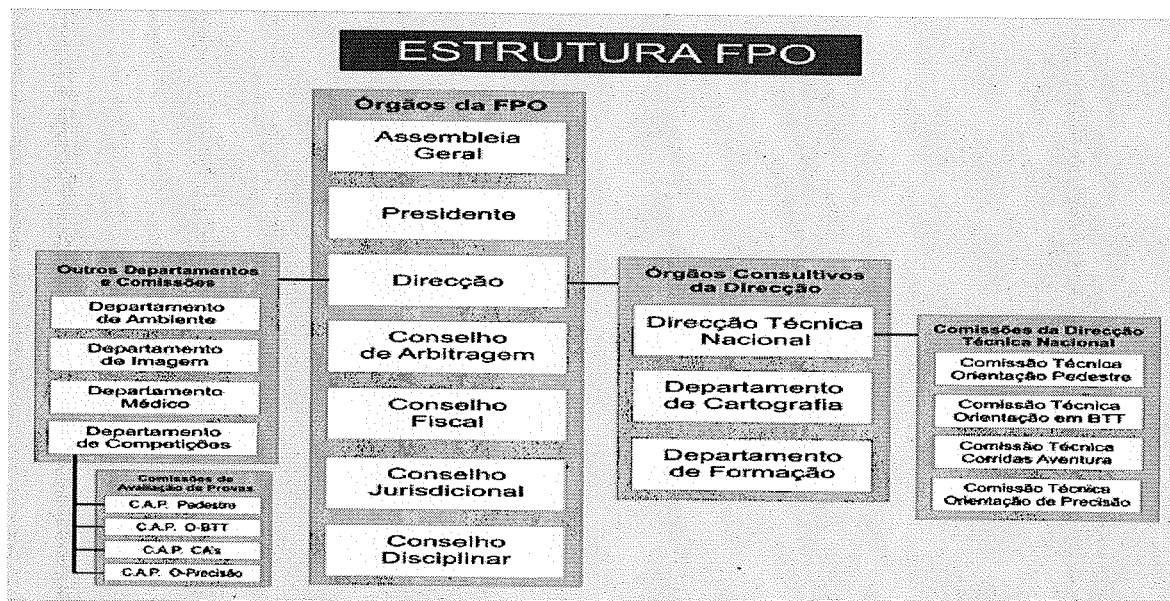 ESTRUTURA FPO
Órgãos da FPO
Assembleia
Geral
Presidente
Direcção
Conselho
de Arbitragem
Conselho
Fiscal
Conselho
Jurisdicional
Conselho
Disciplinar
Outros Departamentos
e Comissões
Departamento
de Ambiente
Departamento
de Imagem
Departamento
Médico
Departamento
de Competições
Comissões de
Avaliação de Provas
C.A.P. Pedestre
C.A.P. O-BTT
C.A.P. CA's
C.A.P. O-Precisão
Órgãos Consultivos
da Direcção
Direcção Técnica
Nacional
Departamento
de Cartografia
Departamento
de Formação
Comissões da Direcção
Técnica Nacional
Comissão Técnica
Orientação Pedestre
Comissão Técnica
Orientação em BTT
Comissão Técnica
Corridas Aventura
Comissão Técnica
Orientação de Precisão